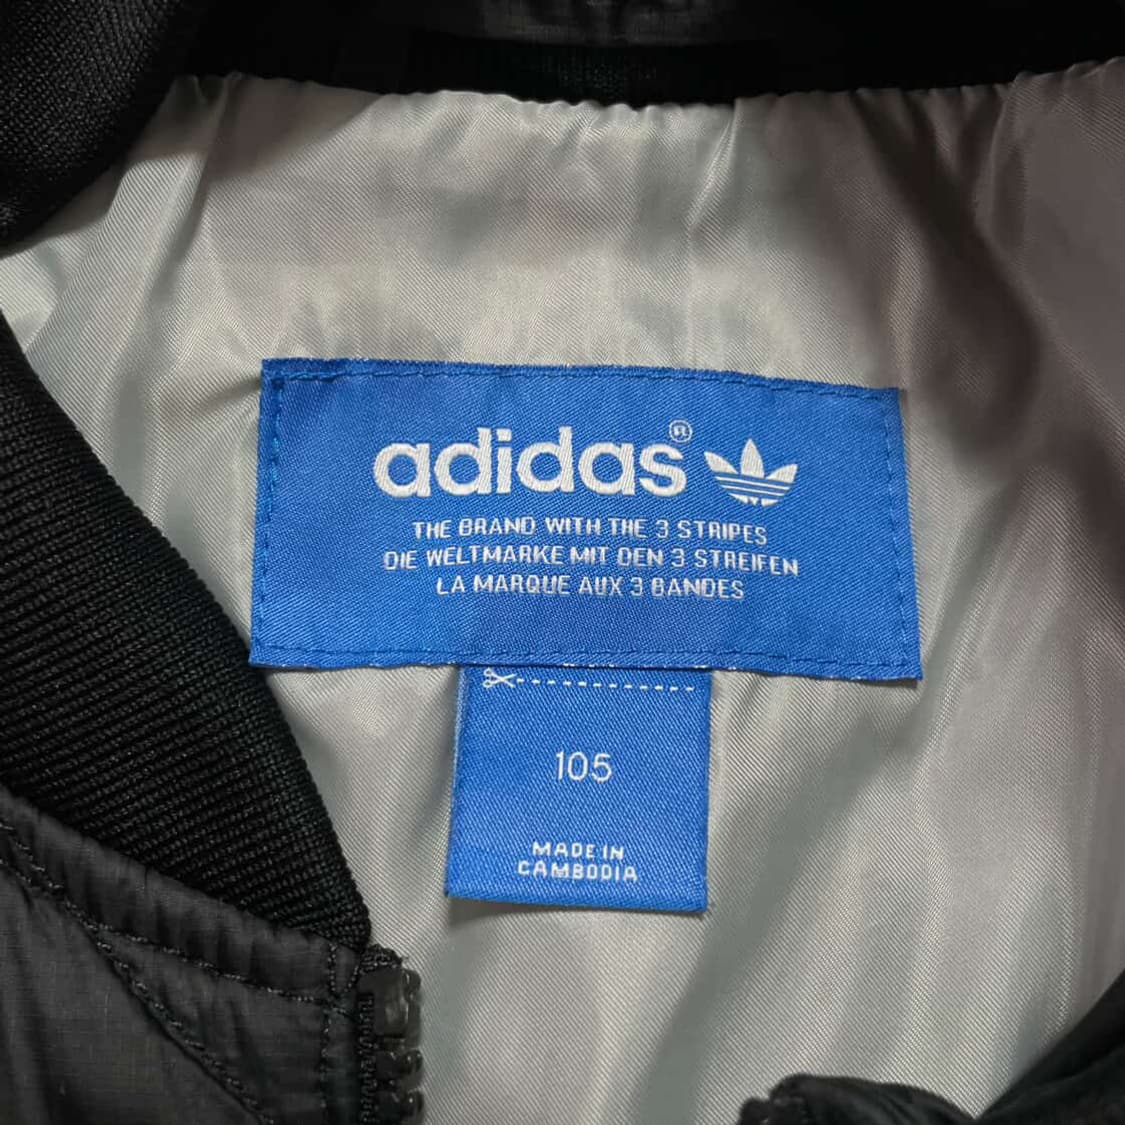 adidas®
THE BRAND WITH THE 3 STRIPES
DIE WELTMARKE MIT DEN 3 STREIFEN
LA MARQUE AUX 3 BANDES
105
MADE IN
CAMBODIA